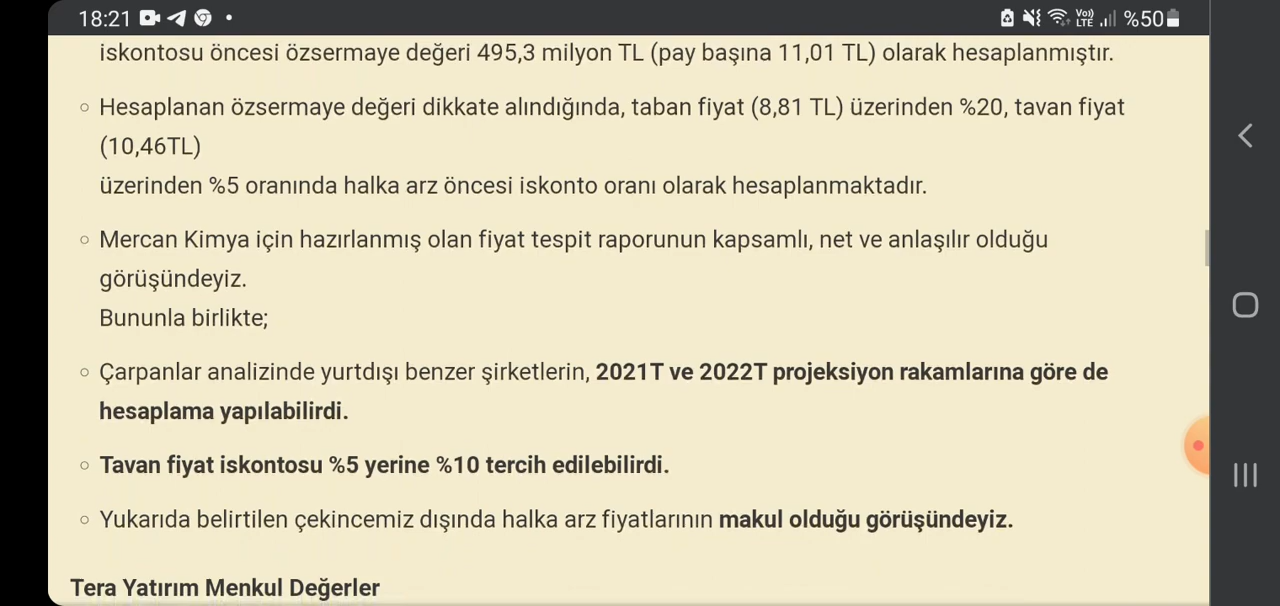 18:21
Vo)) LTE %50
iskontosu öncesi özsermaye değeri 495,3 milyon TL (pay başına 11,01 TL) olarak hesaplanmıştır.
Hesaplanan özsermaye değeri dikkate alındığında, taban fiyat (8,81 TL) üzerinden %20, tavan fiyat
(10,46TL)
üzerinden %5 oranında halka arz öncesi iskonto oranı olarak hesaplanmaktadır.
Mercan Kimya için hazırlanmış olan fiyat tespit raporunun kapsamlı, net ve anlaşılır olduğu
görüşündeyiz.
Bununla birlikte;
Çarpanlar analizinde yurtdışı benzer şirketlerin, 2021T ve 2022T projeksiyon rakamlarına göre de
hesaplama yapılabilirdi.
Tavan fiyat iskontosu %5 yerine %10 tercih edilebilirdi.
Yukarıda belirtilen çekincemiz dışında halka arz fiyatlarının makul olduğu görüşündeyiz.
Tera Yatırım Menkul Değerler